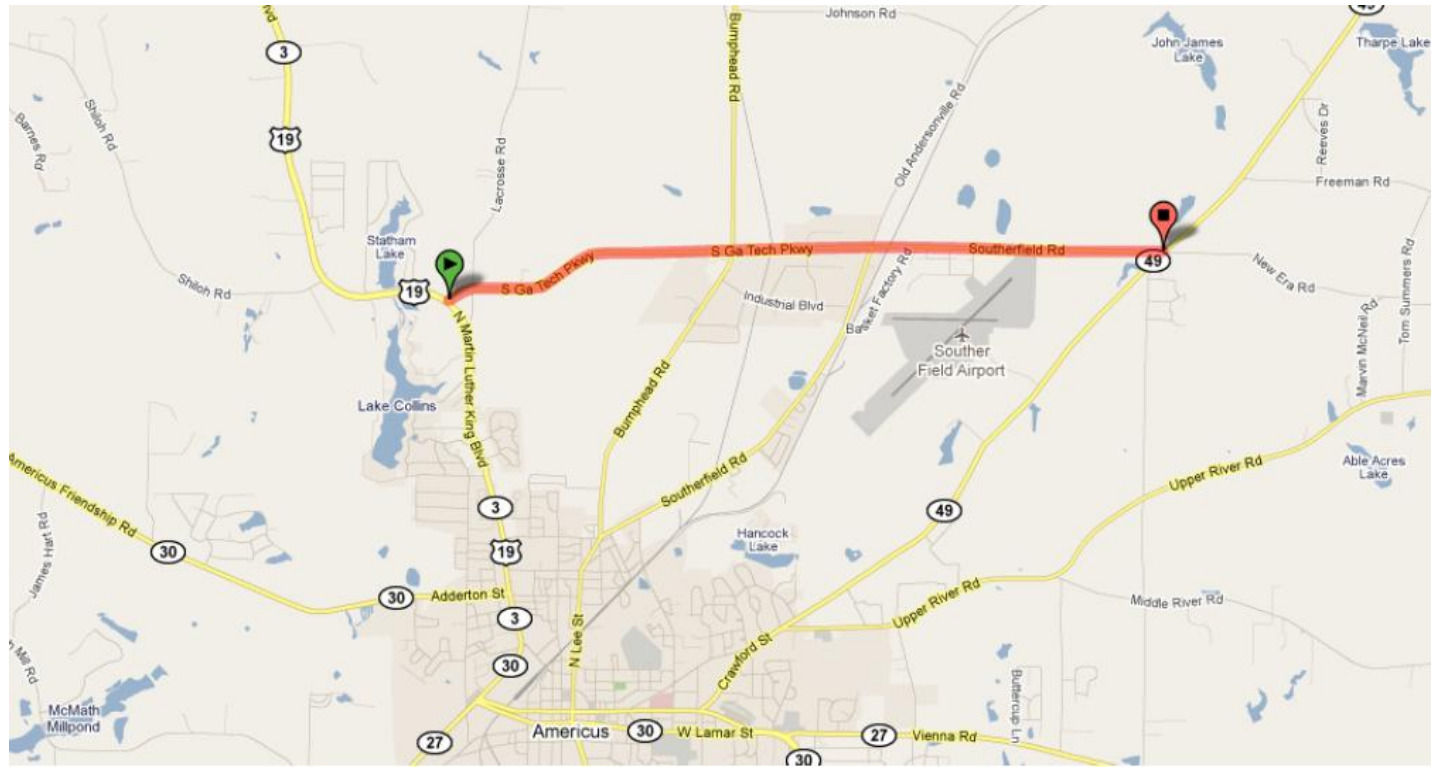 lvd
3
Bumphead Rd
Johnson Rd
49
John James
Lake
Tharpe Lake
Shiloh Rd
Barnes Rd
19
Lacrosse Rd
Old Andersonville Rd
Reeves Dr
Freeman Rd
Statham
Lake
S Ga Tech Pkwy
S Ga Tech Pkwy
Southerfield Rd
49
New Era Rd
Tom Summers Rd
Shiloh Rd
19
Industrial Blvd
Basket Factory Rd
N Martin Luther King Blvd
Souther
Field Airport
Marvin McNeil Rd
Lake Collins
Bumphead Rd
Americus Friendship Rd
Southerfield Rd
Upper River Rd
Able Acres
Lake
3
49
James Hart Rd
30
19
Hancock
Lake
30
Adderton St
3
Upper River Rd
Middle River Rd
N Lee St
Crawford St
n Mill Rd
30
Buttercup Ln
McMath
Millpond
27
Americus
30
W Lamar St
27
Vienna Rd
30